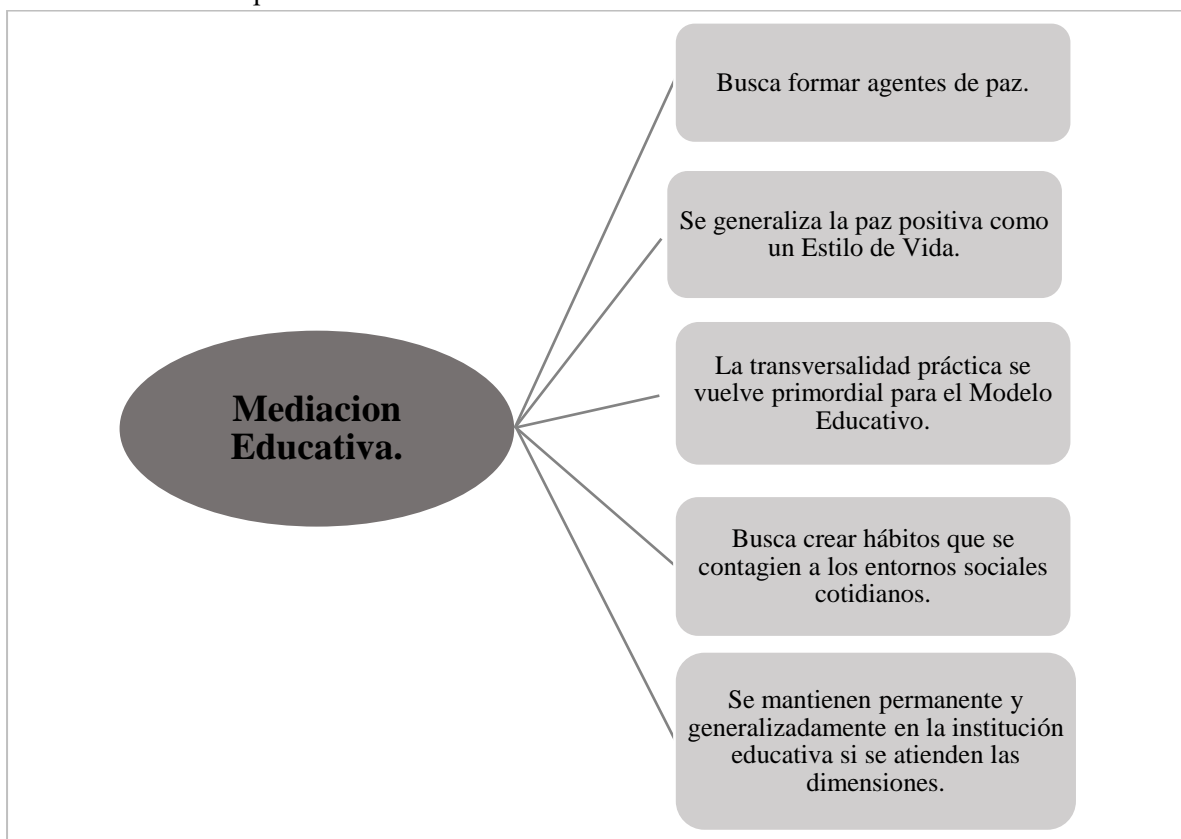 Busca formar agentes de paz.
Se generaliza la paz positiva como
un Estilo de Vida.
La transversalidad práctica se
vuelve primordial para el Modelo
Educativo.
Mediacion
Educativa.
Busca crear hábitos que se
contagien a los entornos sociales
cotidianos.
Se mantienen permanente y
generalizadamente en la institución
educativa si se atienden las
dimensiones.